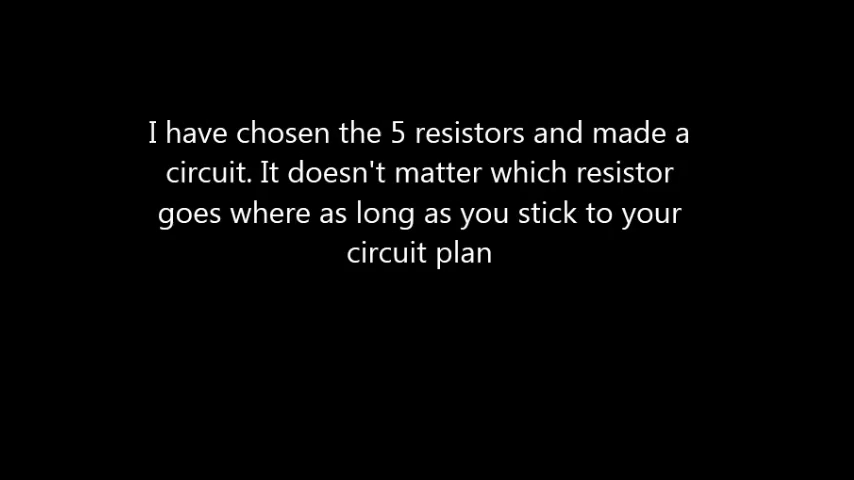 I have chosen the 5 resistors and made a
circuit. It doesn't matter which resistor
goes where as long as you stick to your
circuit plan